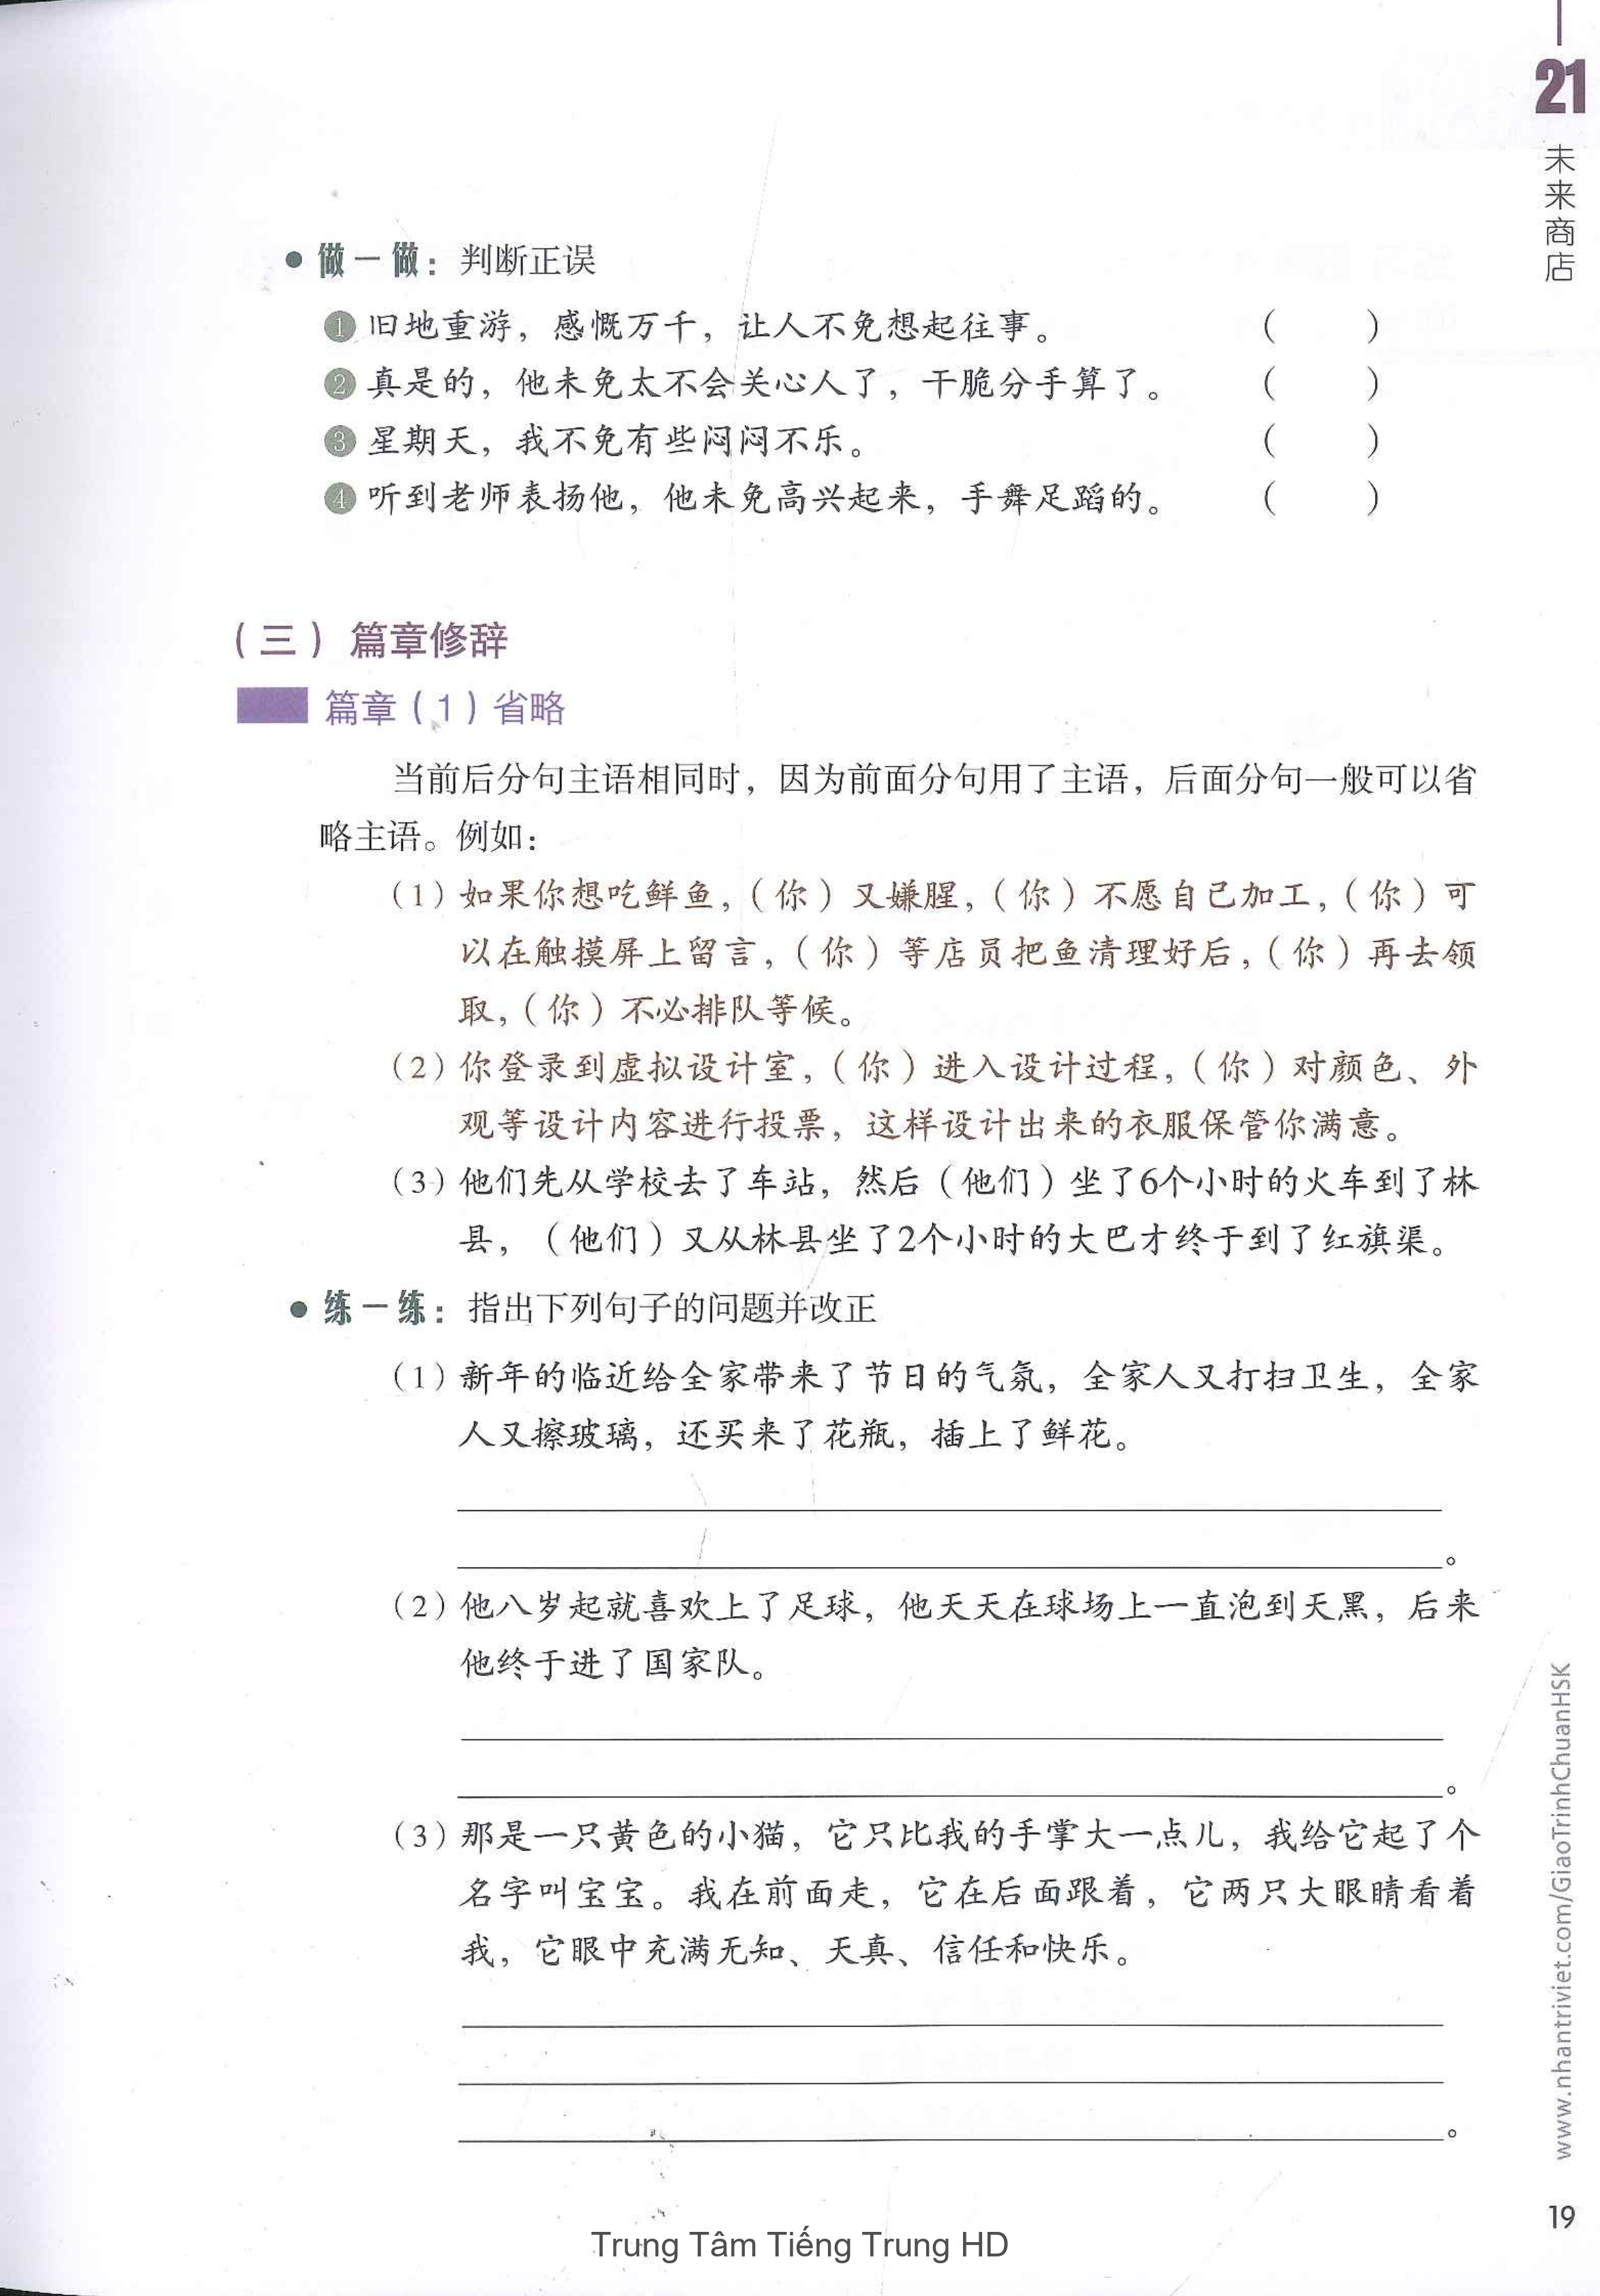 21
未来商店
● 做一做：判断正误
1 旧地重游，感慨万千，让人不免想起往事。 （ ）
2 真是的，他未免太不会关心人了，干脆分手算了。 （ ）
3 星期天，我不免有些闷闷不乐。 （ ）
4 听到老师表扬他，他未免高兴起来，手舞足蹈的。 （ ）
（三）篇章修辞
篇章（1）省略
当前后分句主语相同时，因为前面分句用了主语，后面分句一般可以省
略主语。例如：
（1）如果你想吃鲜鱼，（你）又嫌腥，（你）不愿自己加工，（你）可
以在触摸屏上留言，（你）等店员把鱼清理好后，（你）再去领
取，（你）不必排队等候。
（2）你登录到虚拟设计室，（你）进入设计过程，（你）对颜色、外
观等设计内容进行投票，这样设计出来的衣服保管你满意。
（3）他们先从学校去了车站，然后（他们）坐了6个小时的火车到了林
县，（他们）又从林县坐了2个小时的大巴才终于到了红旗渠。
● 练一练：指出下列句子的问题并改正
（1）新年的临近给全家带来了节日的气氛，全家人又打扫卫生，全家
人又擦玻璃，还买来了花瓶，插上了鲜花。
。
（2）他八岁起就喜欢上了足球，他天天在球场上一直泡到天黑，后来
他终于进了国家队。
。
（3）那是一只黄色的小猫，它只比我的手掌大一点儿，我给它起了个
名字叫宝宝。我在前面走，它在后面跟着，它两只大眼睛看着
我，它眼中充满无知、天真、信任和快乐。
。
www.nhantriviet.com/GiaoTrinhChuanHSK
19
Trung Tâm Tiếng Trung HD